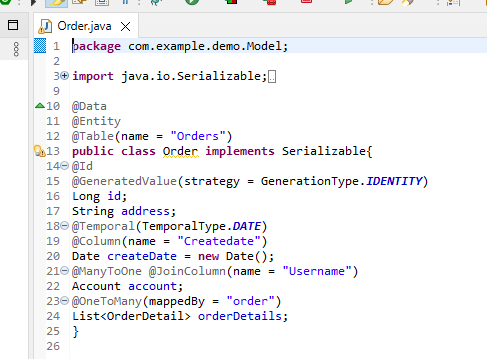 Order.java
1 package com.example.demo.Model;
2
3 import java.io.Serializable;
9
10 @Data
11 @Entity
12 @Table(name = "Orders")
13 public class Order implements Serializable{
14 @Id
15 @GeneratedValue(strategy = GenerationType.IDENTITY)
16 Long id;
17 String address;
18 @Temporal(TemporalType.DATE)
19 @Column(name = "Createdate")
20 Date createDate = new Date();
21 @ManyToOne @JoinColumn(name = "Username")
22 Account account;
23 @OneToMany(mappedBy = "order")
24 List<OrderDetail> orderDetails;
25 }
26